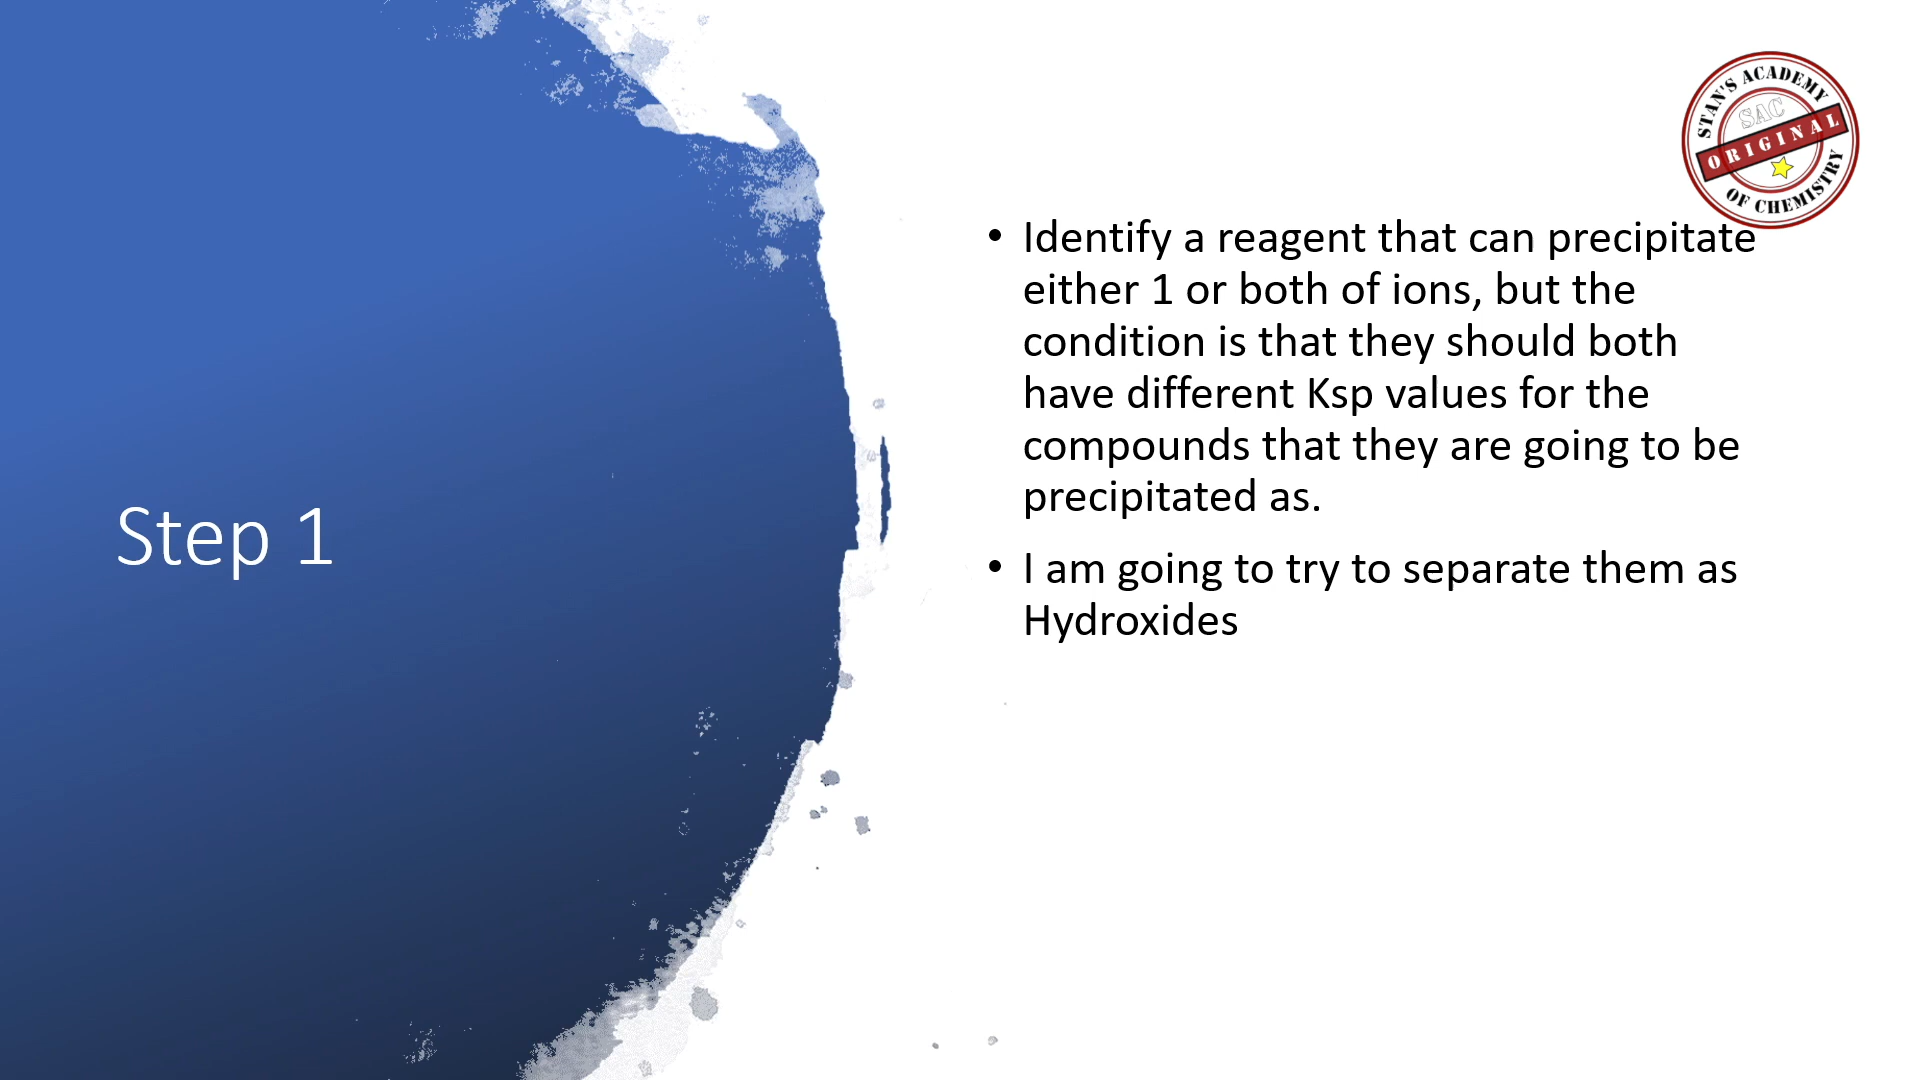 STAN'S ACADEMY
SAC
ORIGINAL
OF CHEMISTRY
Step 1
• Identify a reagent that can precipitate
either 1 or both of ions, but the
condition is that they should both
have different Ksp values for the
compounds that they are going to be
precipitated as.
• I am going to try to separate them as
Hydroxides